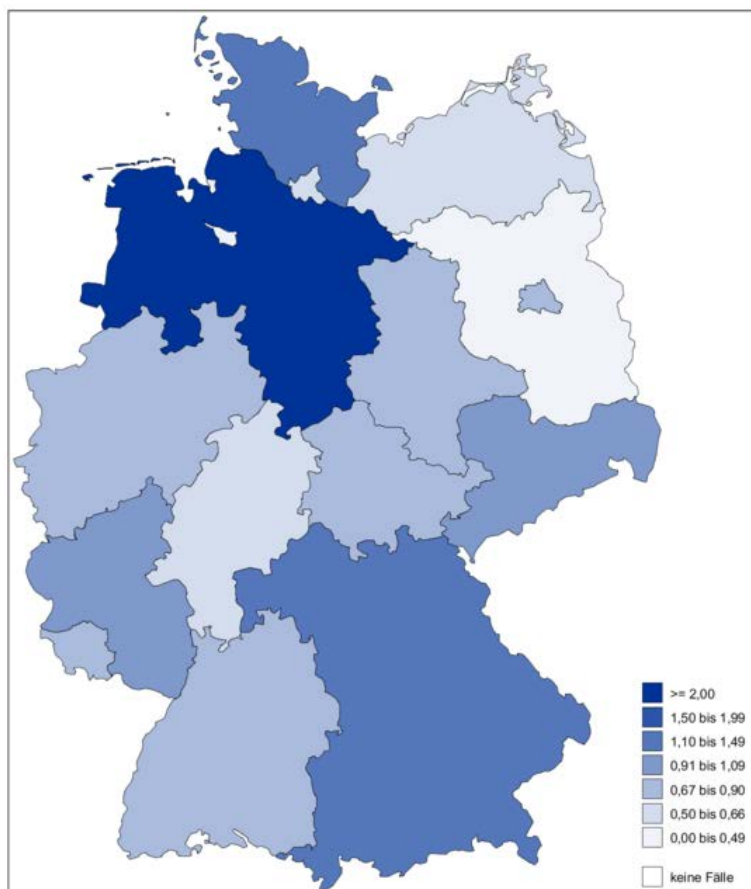 >= 2,00
1,50 bis 1,99
1,10 bis 1,49
0,91 bis 1,09
0,67 bis 0,90
0,50 bis 0,66
0,00 bis 0,49
keine Fälle